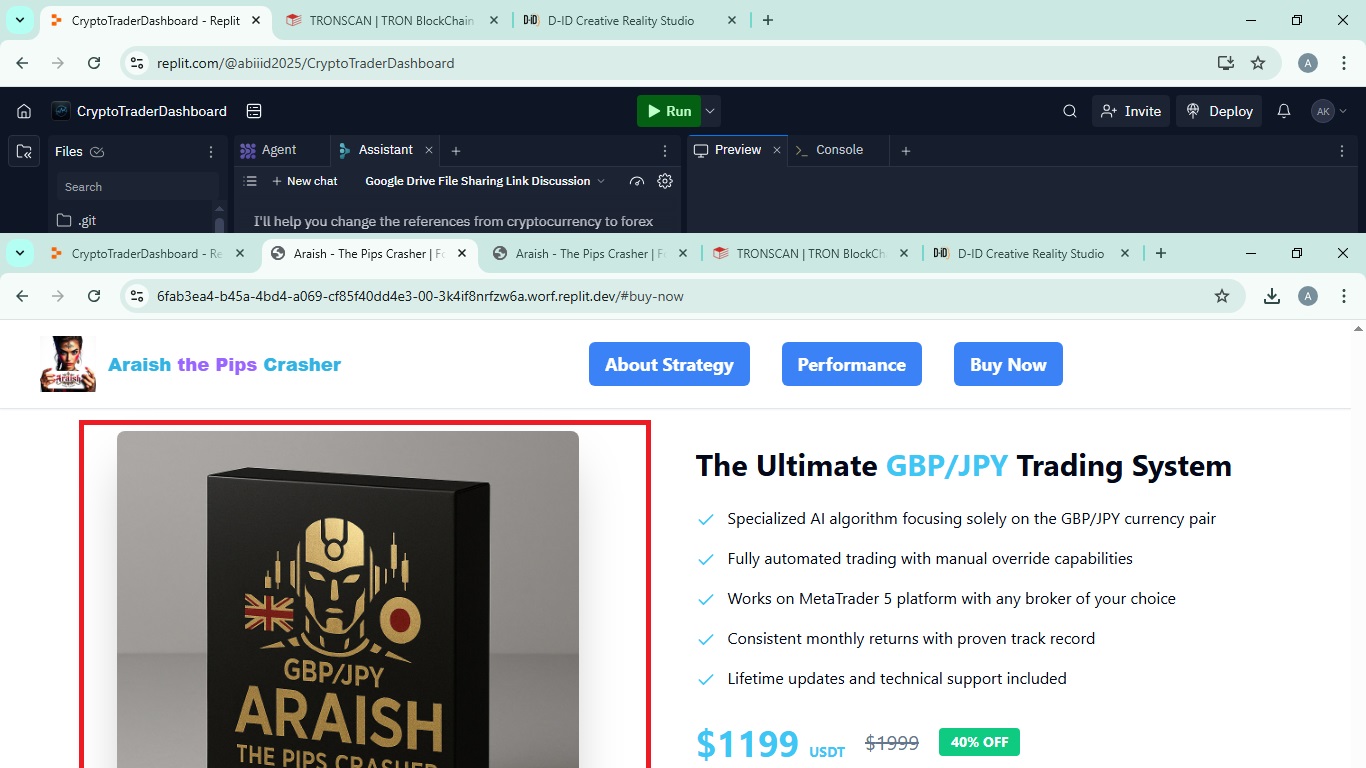 CryptoTraderDashboard - Replit
TRONSCAN | TRON BlockChain
D-ID Creative Reality Studio
replit.com/@abiiid2025/CryptoTraderDashboard
A
CryptoTraderDashboard
Run
Invite
Deploy
AK
Files
Agent
Assistant
Preview
Console
Search
New chat
Google Drive File Sharing Link Discussion
.git
I'll help you change the references from cryptocurrency to forex
CryptoTraderDashboard - Re
Araish - The Pips Crasher | Fo
Araish - The Pips Crasher | Fo
TRONSCAN | TRON BlockCh
D-ID Creative Reality Studio
6fab3ea4-b45a-4bd4-a069-cf85f40dd4e3-00-3k4if8nrfzw6a.worf.replit.dev/#buy-now
A
Araish
Araish the Pips Crasher
About Strategy
Performance
Buy Now
GBP/JPY
ARAISH
THE PIPS CRASHER
The Ultimate GBP/JPY Trading System
Specialized AI algorithm focusing solely on the GBP/JPY currency pair
Fully automated trading with manual override capabilities
Works on MetaTrader 5 platform with any broker of your choice
Consistent monthly returns with proven track record
Lifetime updates and technical support included
$1199 USDT $1999 40% OFF